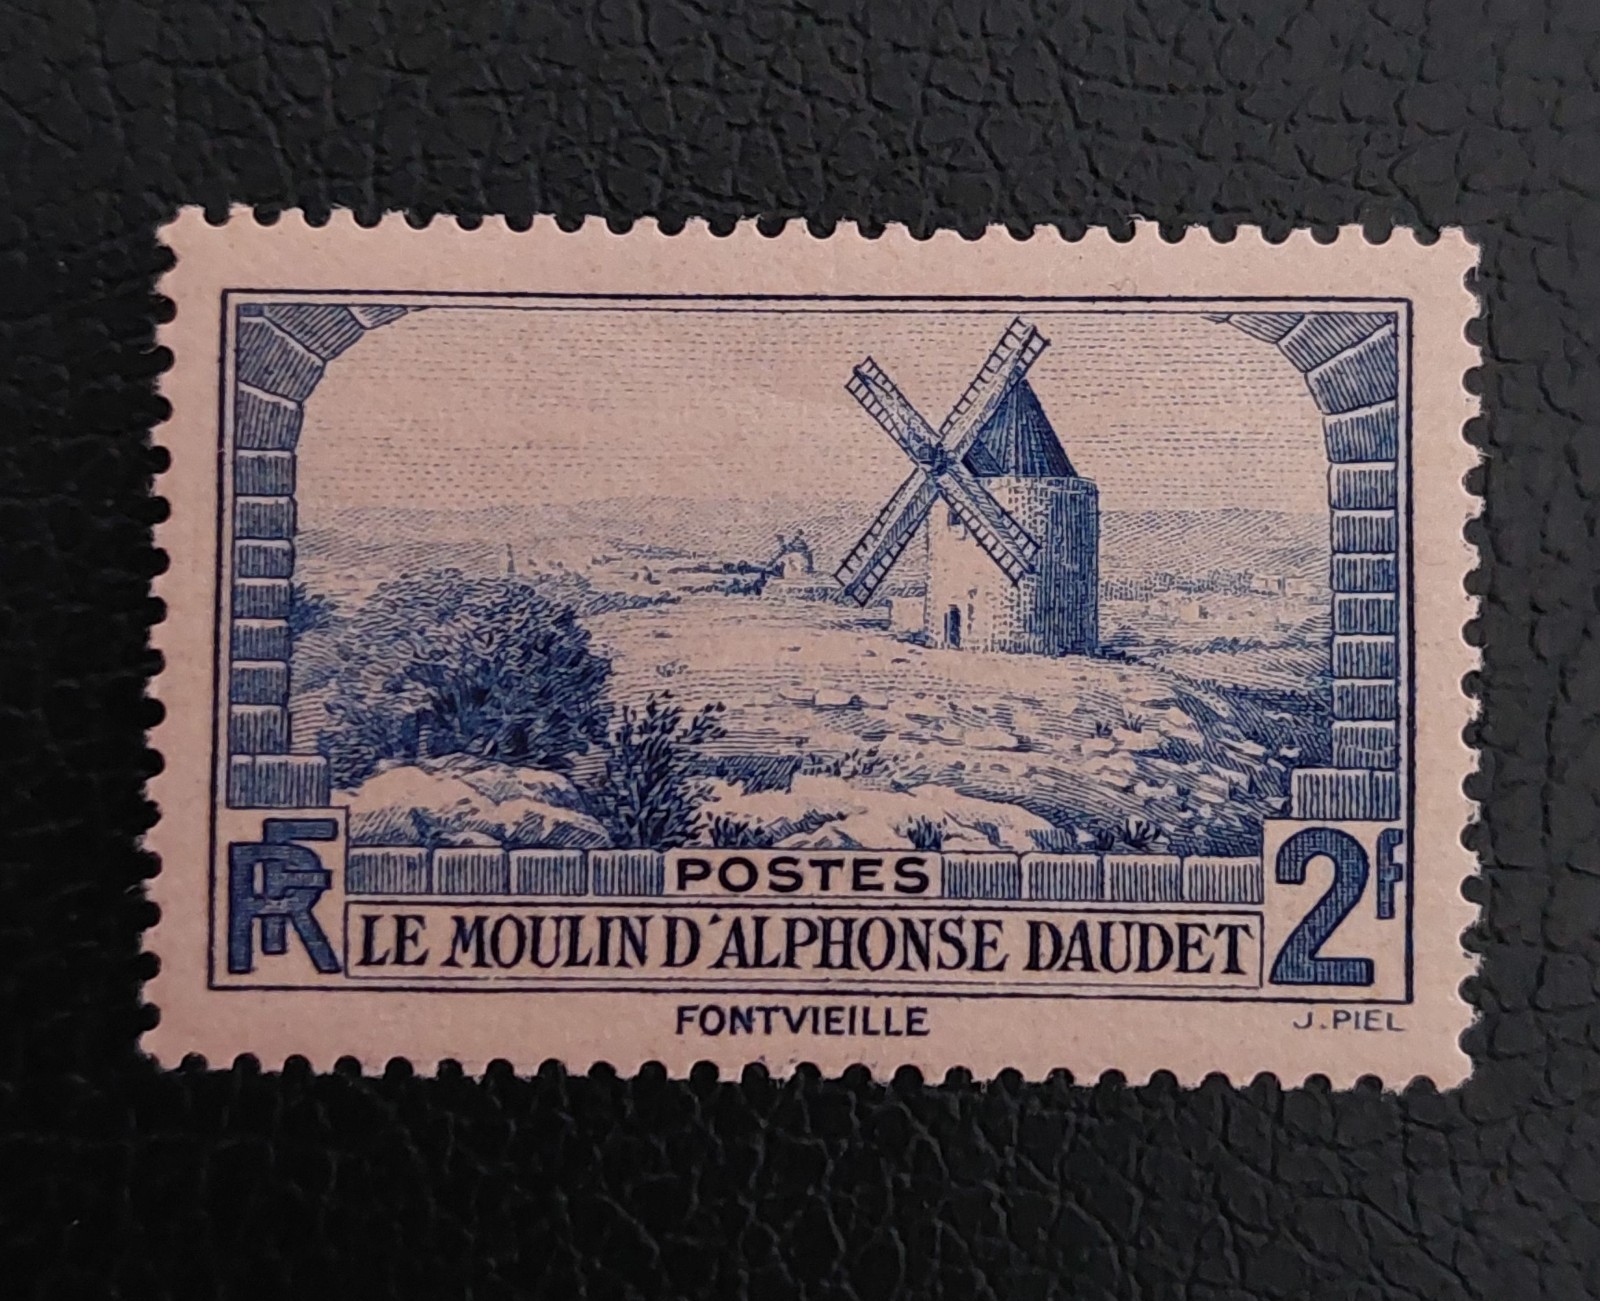 POSTES
RF
LE MOULIN D'ALPHONSE DAUDET
2F
FONTVIEILLE
J. PIEL